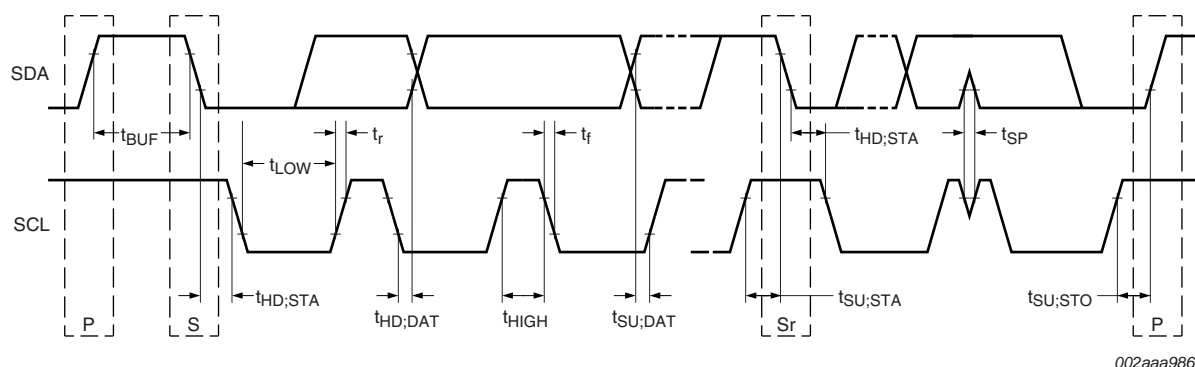 SDA
tBUF
tLOW
tr
tf
tHD;STA
tSP
SCL
tHD;STA
tHD;DAT
tHIGH
tSU;DAT
tSU;STA
tSU;STO
P
S
Sr
P
002aaa986